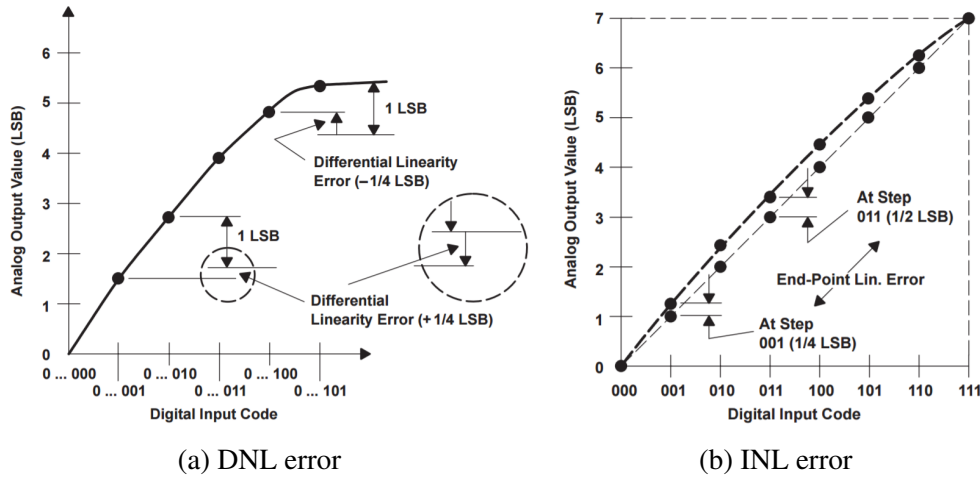 Analog Output Value (LSB)
6
5
4
3
2
1
0
1 LSB
Differential Linearity
Error (–1/4 LSB)
1 LSB
Differential
Linearity Error (+1/4 LSB)
0 ... 000
0 ... 010
0 ... 100
0 ... 001
0 ... 011
0 ... 101
Digital Input Code
(a) DNL error
Analog Output Value (LSB)
7
6
5
4
3
2
1
0
At Step
011 (1/2 LSB)
End-Point Lin. Error
At Step
001 (1/4 LSB)
000
001
010
011
100
101
110
111
Digital Input Code
(b) INL error